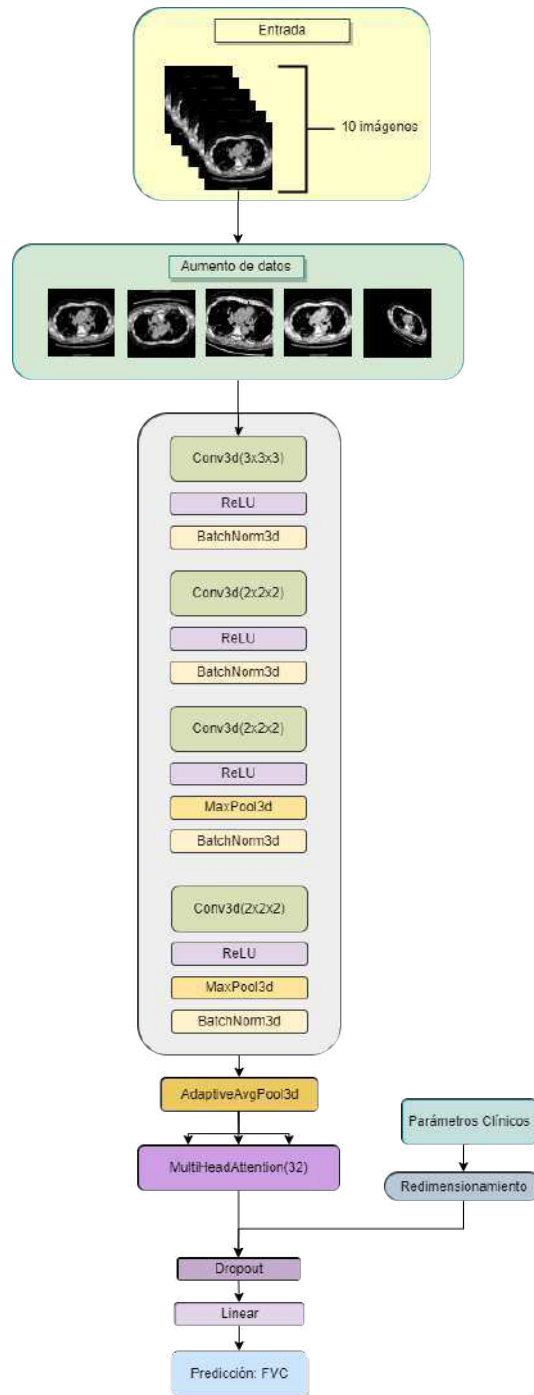 Entrada
10 imágenes
Aumento de datos
Conv3d(3x3x3)
ReLU
BatchNorm3d
Conv3d(2x2x2)
ReLU
BatchNorm3d
Conv3d(2x2x2)
ReLU
MaxPool3d
BatchNorm3d
Conv3d(2x2x2)
ReLU
MaxPool3d
BatchNorm3d
AdaptiveAvgPool3d
Parámetros Clínicos
MultiHeadAttention(32)
Redimensionamiento
Dropout
Linear
Predicción: FVC